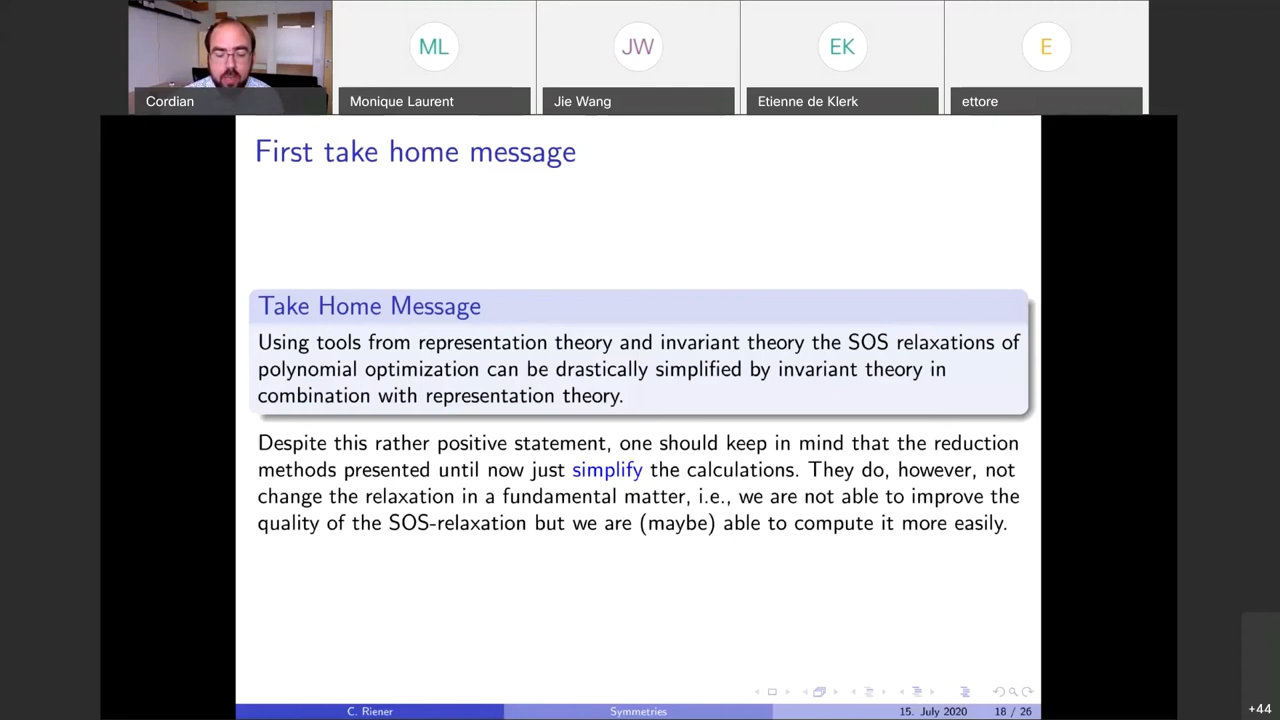 ML
JW
EK
E
Cordian
Monique Laurent
Jie Wang
Etienne de Klerk
ettore
First take home message
Take Home Message
Using tools from representation theory and invariant theory the SOS relaxations of
polynomial optimization can be drastically simplified by invariant theory in
combination with representation theory.
Despite this rather positive statement, one should keep in mind that the reduction
methods presented until now just simplify the calculations. They do, however, not
change the relaxation in a fundamental matter, i.e., we are not able to improve the
quality of the SOS-relaxation but we are (maybe) able to compute it more easily.
C. Riener
Symmetries
15. July 2020
18 / 26
+44